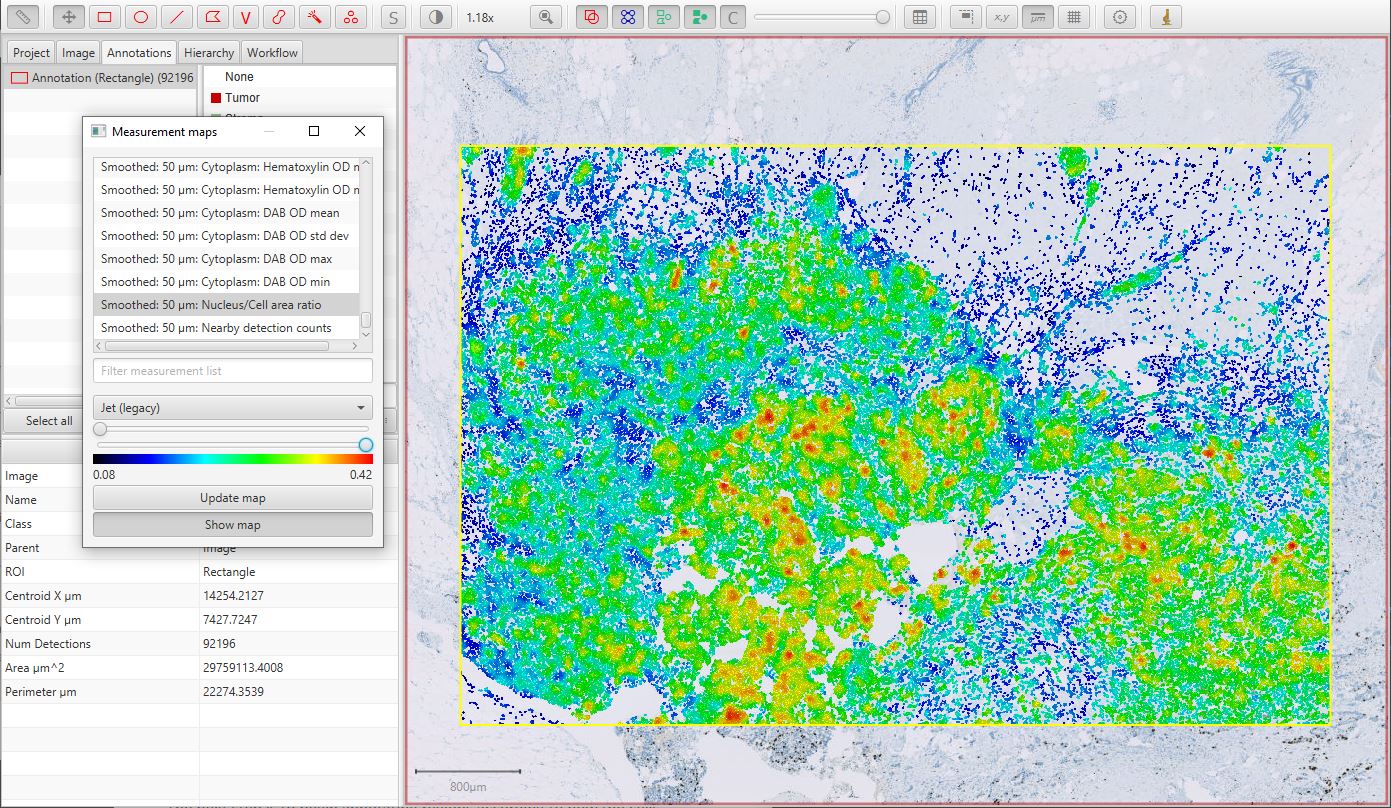 V
S
1.18x
C
x,y
μm
Project Image Annotations Hierarchy Workflow
Annotation (Rectangle) (92196
None
Tumor
Measurement maps
Smoothed: 50 μm: Cytoplasm: Hematoxylin OD n
Smoothed: 50 μm: Cytoplasm: Hematoxylin OD n
Smoothed: 50 μm: Cytoplasm: DAB OD mean
Smoothed: 50 μm: Cytoplasm: DAB OD std dev
Smoothed: 50 μm: Cytoplasm: DAB OD max
Smoothed: 50 μm: Cytoplasm: DAB OD min
Smoothed: 50 μm: Nucleus/Cell area ratio
Smoothed: 50 μm: Nearby detection counts
Filter measurement list
Jet (legacy)
0.08 0.42
Update map
Show map
Select all
Image
Name
Class
Parent Image
ROI Rectangle
Centroid X μm 14254.2127
Centroid Y μm 7427.7247
Num Detections 92196
Area μm^2 29759113.4008
Perimeter μm 22274.3539
800μm